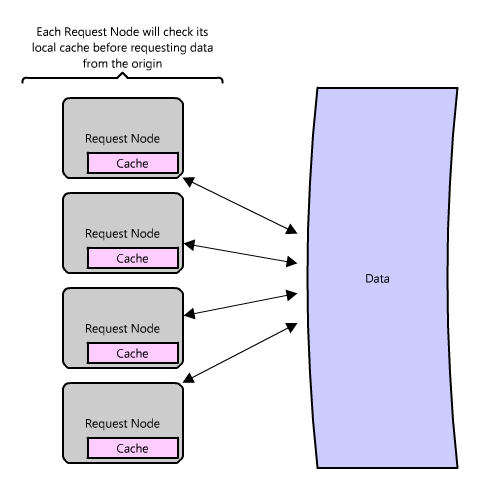 Each Request Node will check its
local cache before requesting data
from the origin
Request Node
Cache
Request Node
Cache
Data
Request Node
Cache
Request Node
Cache